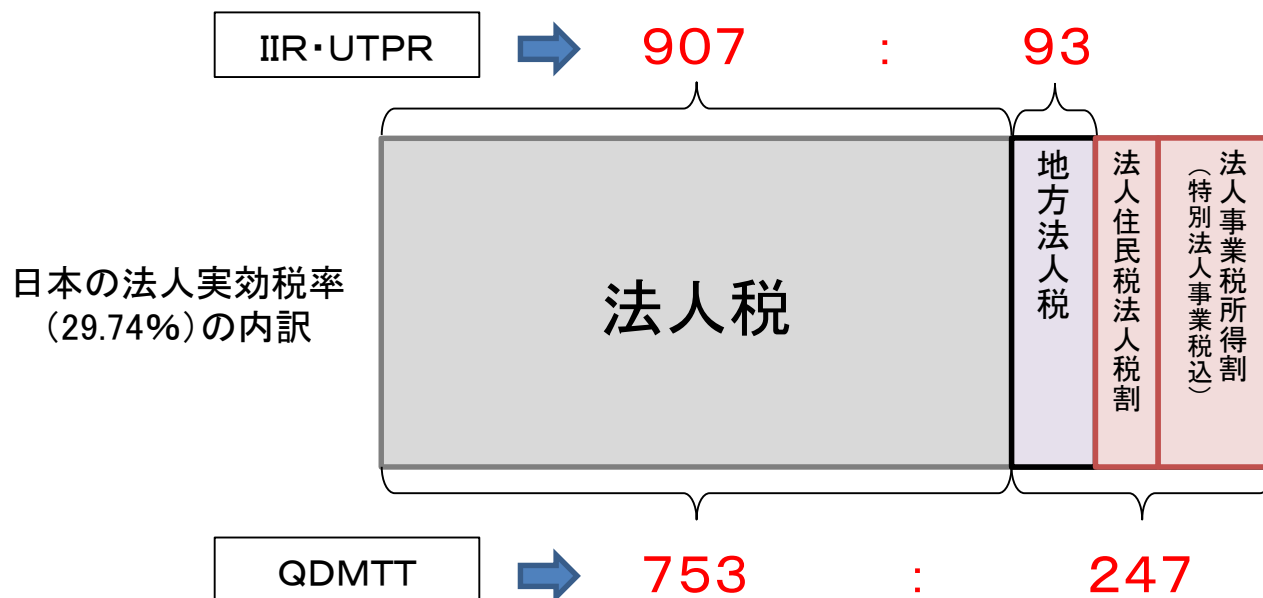 IIR・UTPR
907 : 93
日本の法人実効税率
(29.74%)の内訳
法人税
地方法人税
法人住民税法人税割
法人事業税所得割
(特別法人事業税込)
QDMTT
753 : 247